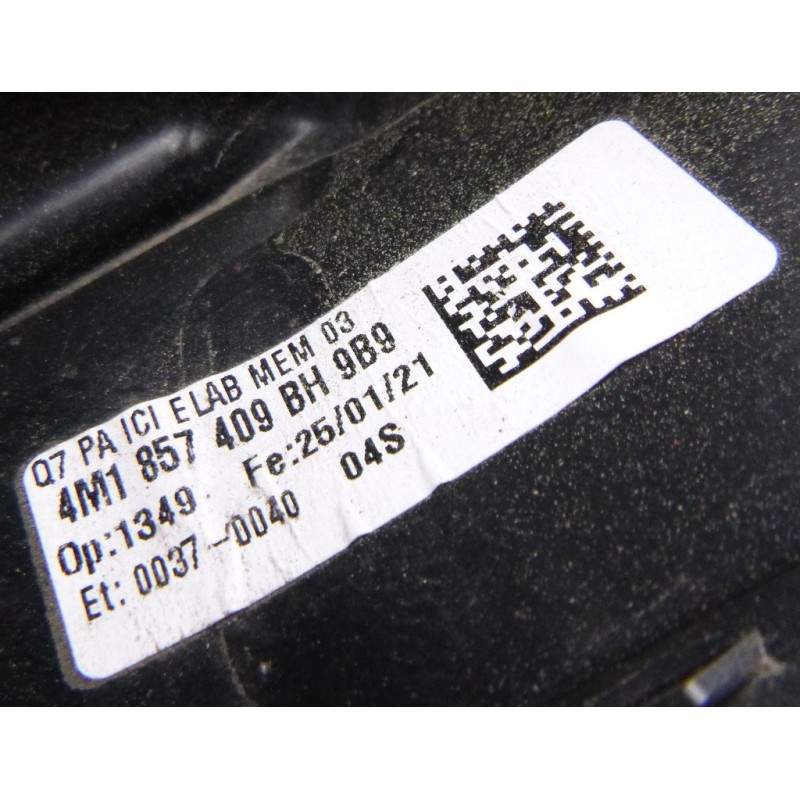 Q7 PA ICI ELAB MEM 03
4M1 857 409 BH 9B9
Op:1349 Fe:25/01/21
Et: 0037-0040 04S